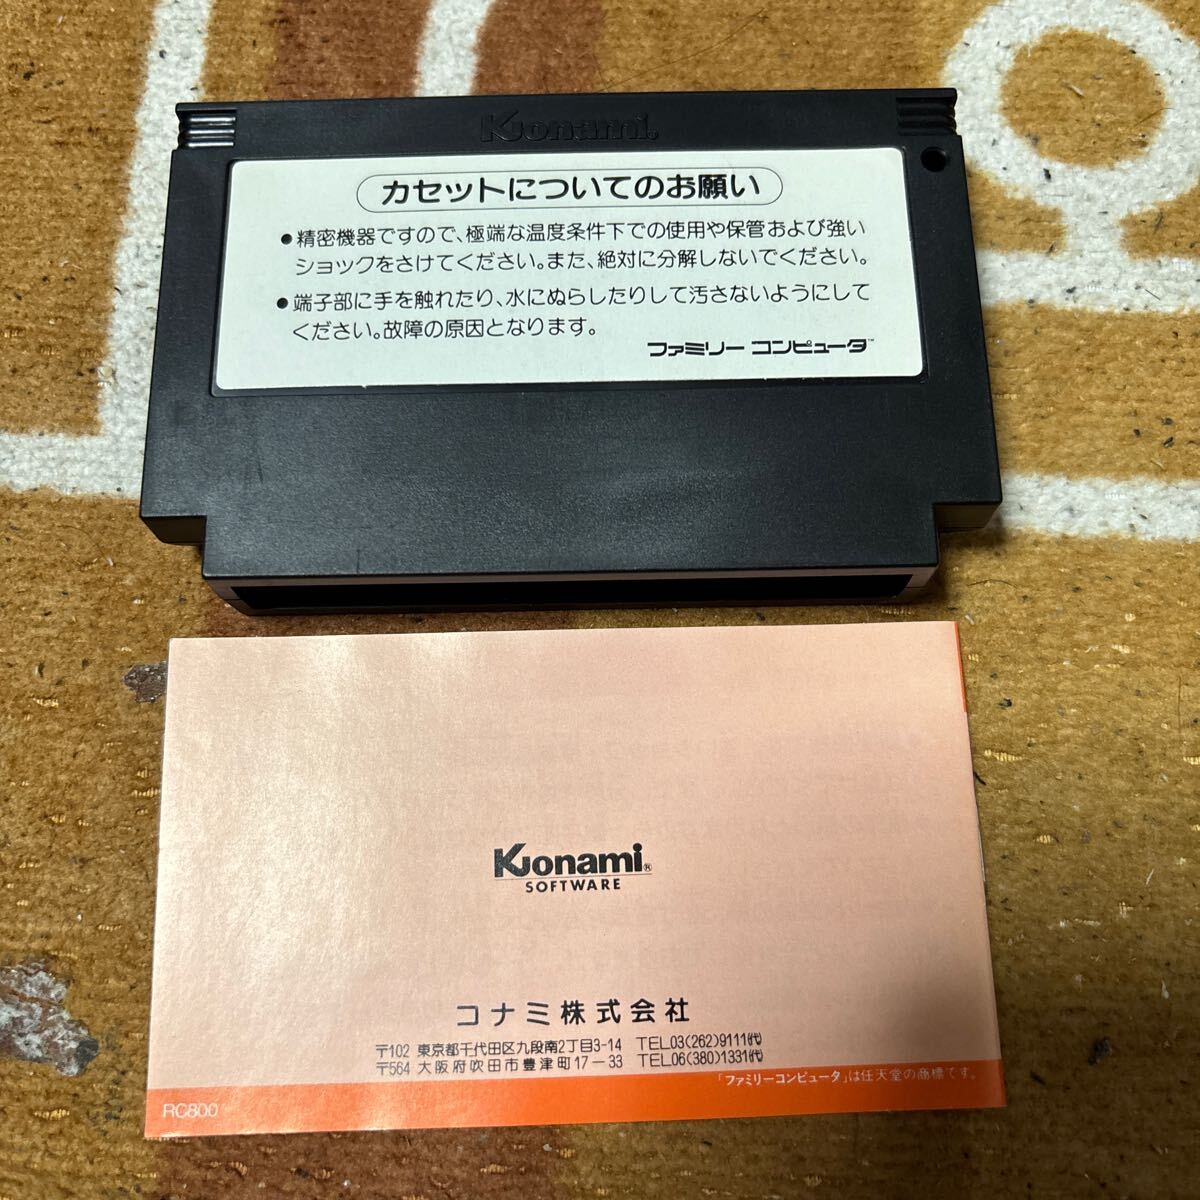 Konami®
カセットについてのお願い
●精密機器ですので、極端な温度条件下での使用や保管および強い
ショックをさけてください。また、絶対に分解しないでください。
●端子部に手を触れたり、水にぬらしたりして汚さないようにして
ください。故障の原因となります。
ファミリー コンピュータ™
Konami®
SOFTWARE
コナミ株式会社
〒102 東京都千代田区九段南2丁目3-14 TEL.03(262)9111㈹
〒564 大阪府吹田市豊津町17-33 TEL06(380)1331㈹
「ファミリーコンピュータ」は任天堂の商標です。
RC800